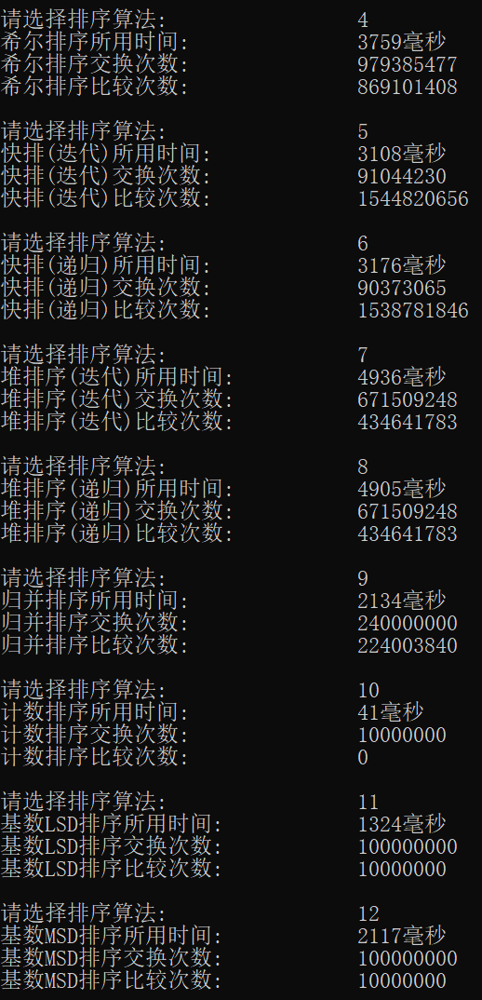 请选择排序算法: 4
希尔排序所用时间: 3759毫秒
希尔排序交换次数: 979385477
希尔排序比较次数: 869101408
请选择排序算法: 5
快排(迭代)所用时间: 3108毫秒
快排(迭代)交换次数: 91044230
快排(迭代)比较次数: 1544820656
请选择排序算法: 6
快排(递归)所用时间: 3176毫秒
快排(递归)交换次数: 90373065
快排(递归)比较次数: 1538781846
请选择排序算法: 7
堆排序(迭代)所用时间: 4936毫秒
堆排序(迭代)交换次数: 671509248
堆排序(迭代)比较次数: 434641783
请选择排序算法: 8
堆排序(递归)所用时间: 4905毫秒
堆排序(递归)交换次数: 671509248
堆排序(递归)比较次数: 434641783
请选择排序算法: 9
归并排序所用时间: 2134毫秒
归并排序交换次数: 240000000
归并排序比较次数: 224003840
请选择排序算法: 10
计数排序所用时间: 41毫秒
计数排序交换次数: 10000000
计数排序比较次数: 0
请选择排序算法: 11
基数LSD排序所用时间: 1324毫秒
基数LSD排序交换次数: 100000000
基数LSD排序比较次数: 10000000
请选择排序算法: 12
基数MSD排序所用时间: 2117毫秒
基数MSD排序交换次数: 100000000
基数MSD排序比较次数: 10000000